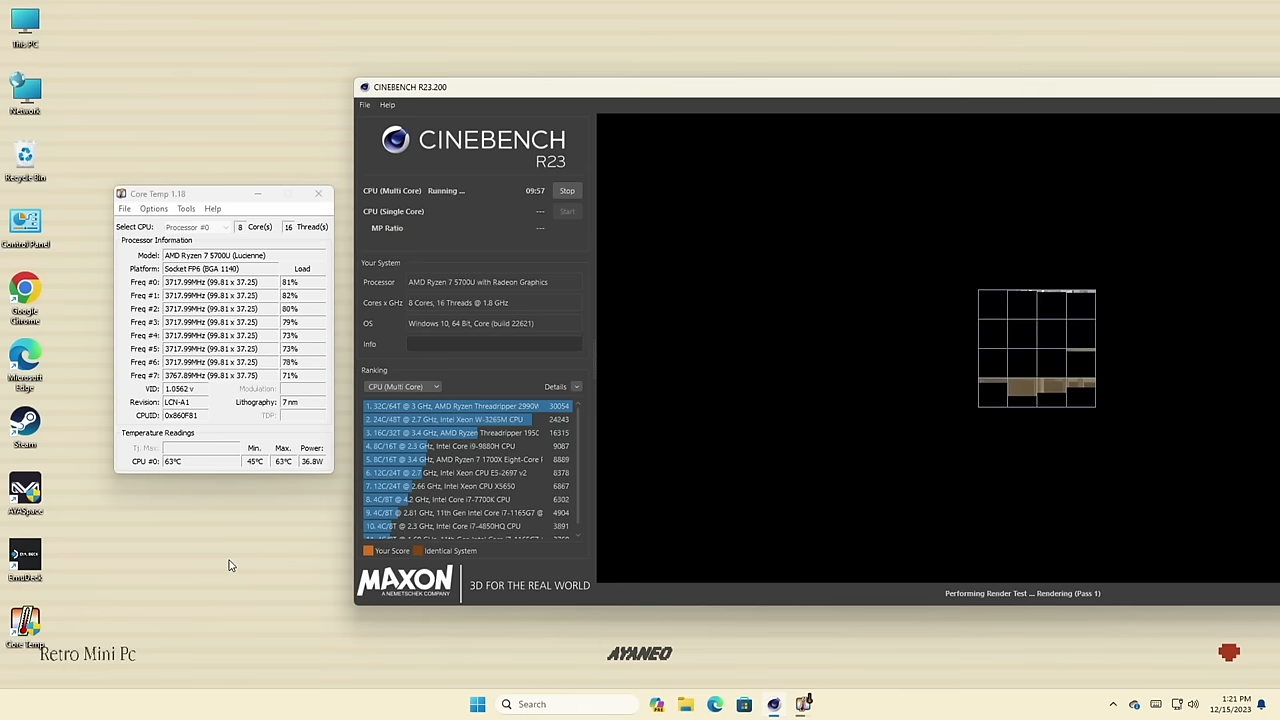 This PC
Network
Recycle Bin
Control Panel
Google
Chrome
Microsoft
Edge
Steam
AYASpace
EmuDeck
Core Temp
Core Temp 1.18
File Options Tools Help
Select CPU: Processor #0 8 Core(s) 16 Thread(s)
Processor Information
Model: AMD Ryzen 7 5700U (Lucienne)
Platform: Socket FP6 (BGA 1140) Load
Freq #0: 3717.99MHz (99.81 x 37.25) 81%
Freq #1: 3717.99MHz (99.81 x 37.25) 82%
Freq #2: 3717.99MHz (99.81 x 37.25) 80%
Freq #3: 3717.99MHz (99.81 x 37.25) 79%
Freq #4: 3717.99MHz (99.81 x 37.25) 73%
Freq #5: 3717.99MHz (99.81 x 37.25) 73%
Freq #6: 3717.99MHz (99.81 x 37.25) 78%
Freq #7: 3767.89MHz (99.81 x 37.75) 71%
VID: 1.0562 v Modulation:
Revision: LCN-A1 Lithography: 7 nm
CPUID: 0x860F81 TDP:
Temperature Readings
Tj. Max: Min. Max. Power:
CPU #0: 63°C 45°C 63°C 36.8W
CINEBENCH R23.200
File Help
CINEBENCH
R23
CPU (Multi Core) Running ... 09:57 Stop
CPU (Single Core) --- Start
MP Ratio ---
Your System
Processor AMD Ryzen 7 5700U with Radeon Graphics
Cores x GHz 8 Cores, 16 Threads @ 1.8 GHz
OS Windows 10, 64 Bit, Core (build 22621)
Info
Ranking
CPU (Multi Core) Details
1. 32C/64T @ 3 GHz, AMD Ryzen Threadripper 2990W 30054
2. 24C/48T @ 2.7 GHz, Intel Xeon W-3265M CPU 24243
3. 16C/32T @ 3.4 GHz, AMD Ryzen Threadripper 195C 16315
4. 8C/16T @ 2.3 GHz, Intel Core i9-9880H CPU 9087
5. 8C/16T @ 3.4 GHz, AMD Ryzen 7 1700X Eight-Core 8889
6. 12C/24T @ 2.7 GHz, Intel Xeon CPU E5-2697 v2 8378
7. 12C/24T @ 2.66 GHz, Intel Xeon CPU X5650 6867
8. 4C/8T @ 4.2 GHz, Intel Core i7-7700K CPU 6302
9. 4C/8T @ 2.81 GHz, 11th Gen Intel Core i7-1165G7 @ 4904
10. 4C/8T @ 2.3 GHz, Intel Core i7-4850HQ CPU 3891
Your Score Identical System
MAXON
A NEMETSCHEK COMPANY
3D FOR THE REAL WORLD
Performing Render Test ... Rendering (Pass 1)
Retro Mini Pc
AYANEO
Search
1:21 PM
12/15/2023